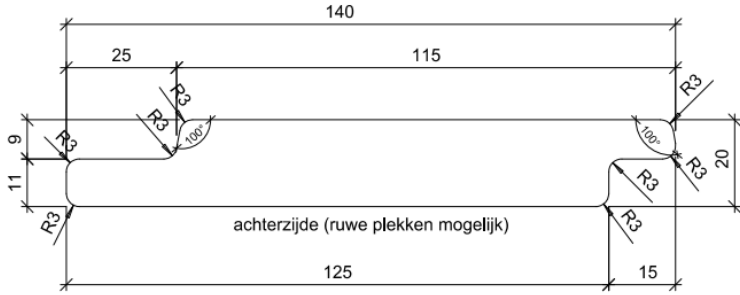 140
25
115
R3
R3
R3
100°
100°
R3
9
11
20
R3
R3
R3
R3
achterzijde (ruwe plekken mogelijk)
125
15